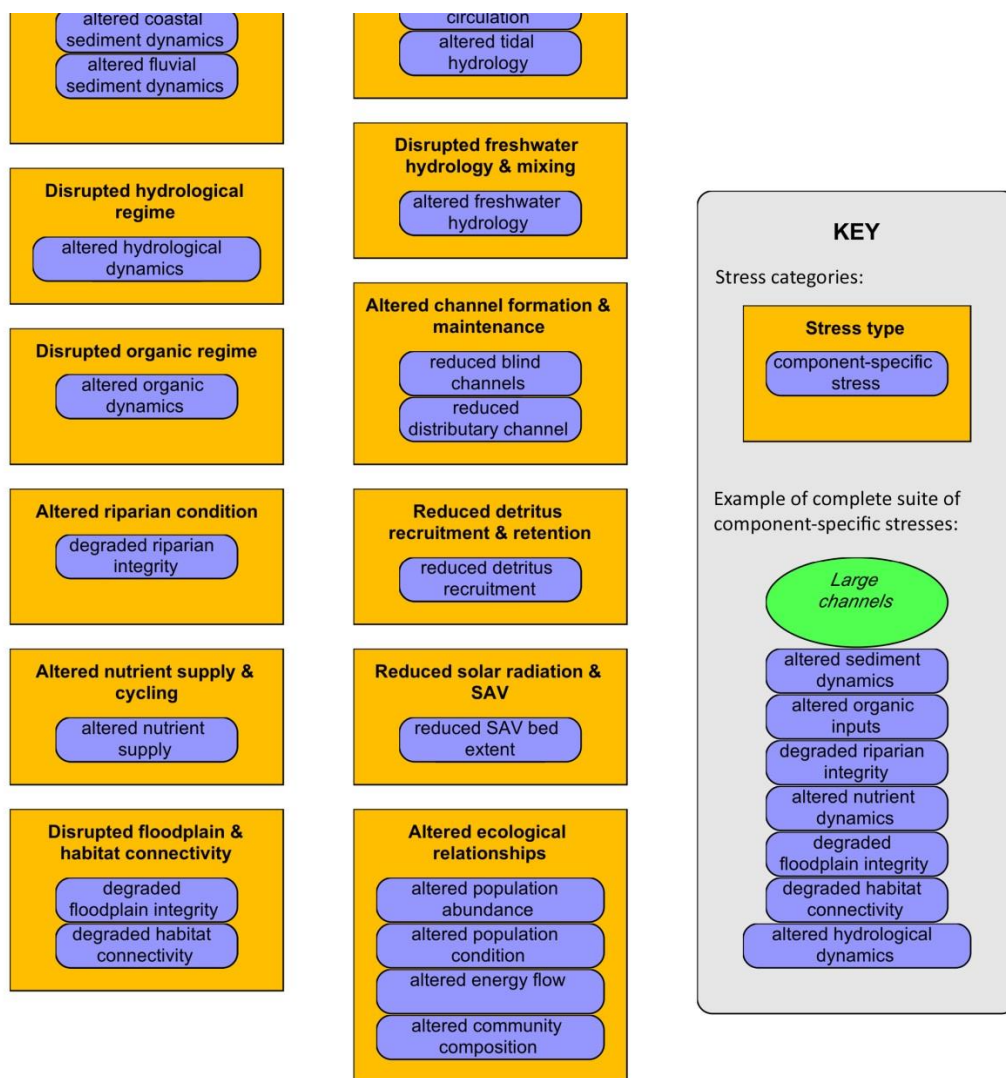 altered coastal
sediment dynamics
altered fluvial
sediment dynamics
Disrupted hydrological
regime
altered hydrological
dynamics
Disrupted organic regime
altered organic
dynamics
Altered riparian condition
degraded riparian
integrity
Altered nutrient supply &
cycling
altered nutrient
supply
Disrupted floodplain &
habitat connectivity
degraded
floodplain integrity
degraded habitat
connectivity
circulation
altered tidal
hydrology
Disrupted freshwater
hydrology & mixing
altered freshwater
hydrology
Altered channel formation &
maintenance
reduced blind
channels
reduced
distributary channel
Reduced detritus
recruitment & retention
reduced detritus
recruitment
Reduced solar radiation &
SAV
reduced SAV bed
extent
Altered ecological
relationships
altered population
abundance
altered population
condition
altered energy flow
altered community
composition
KEY
Stress categories:
Stress type
component-specific
stress
Example of complete suite of
component-specific stresses:
Large
channels
altered sediment
dynamics
altered organic
inputs
degraded riparian
integrity
altered nutrient
dynamics
degraded
floodplain integrity
degraded habitat
connectivity
altered hydrological
dynamics